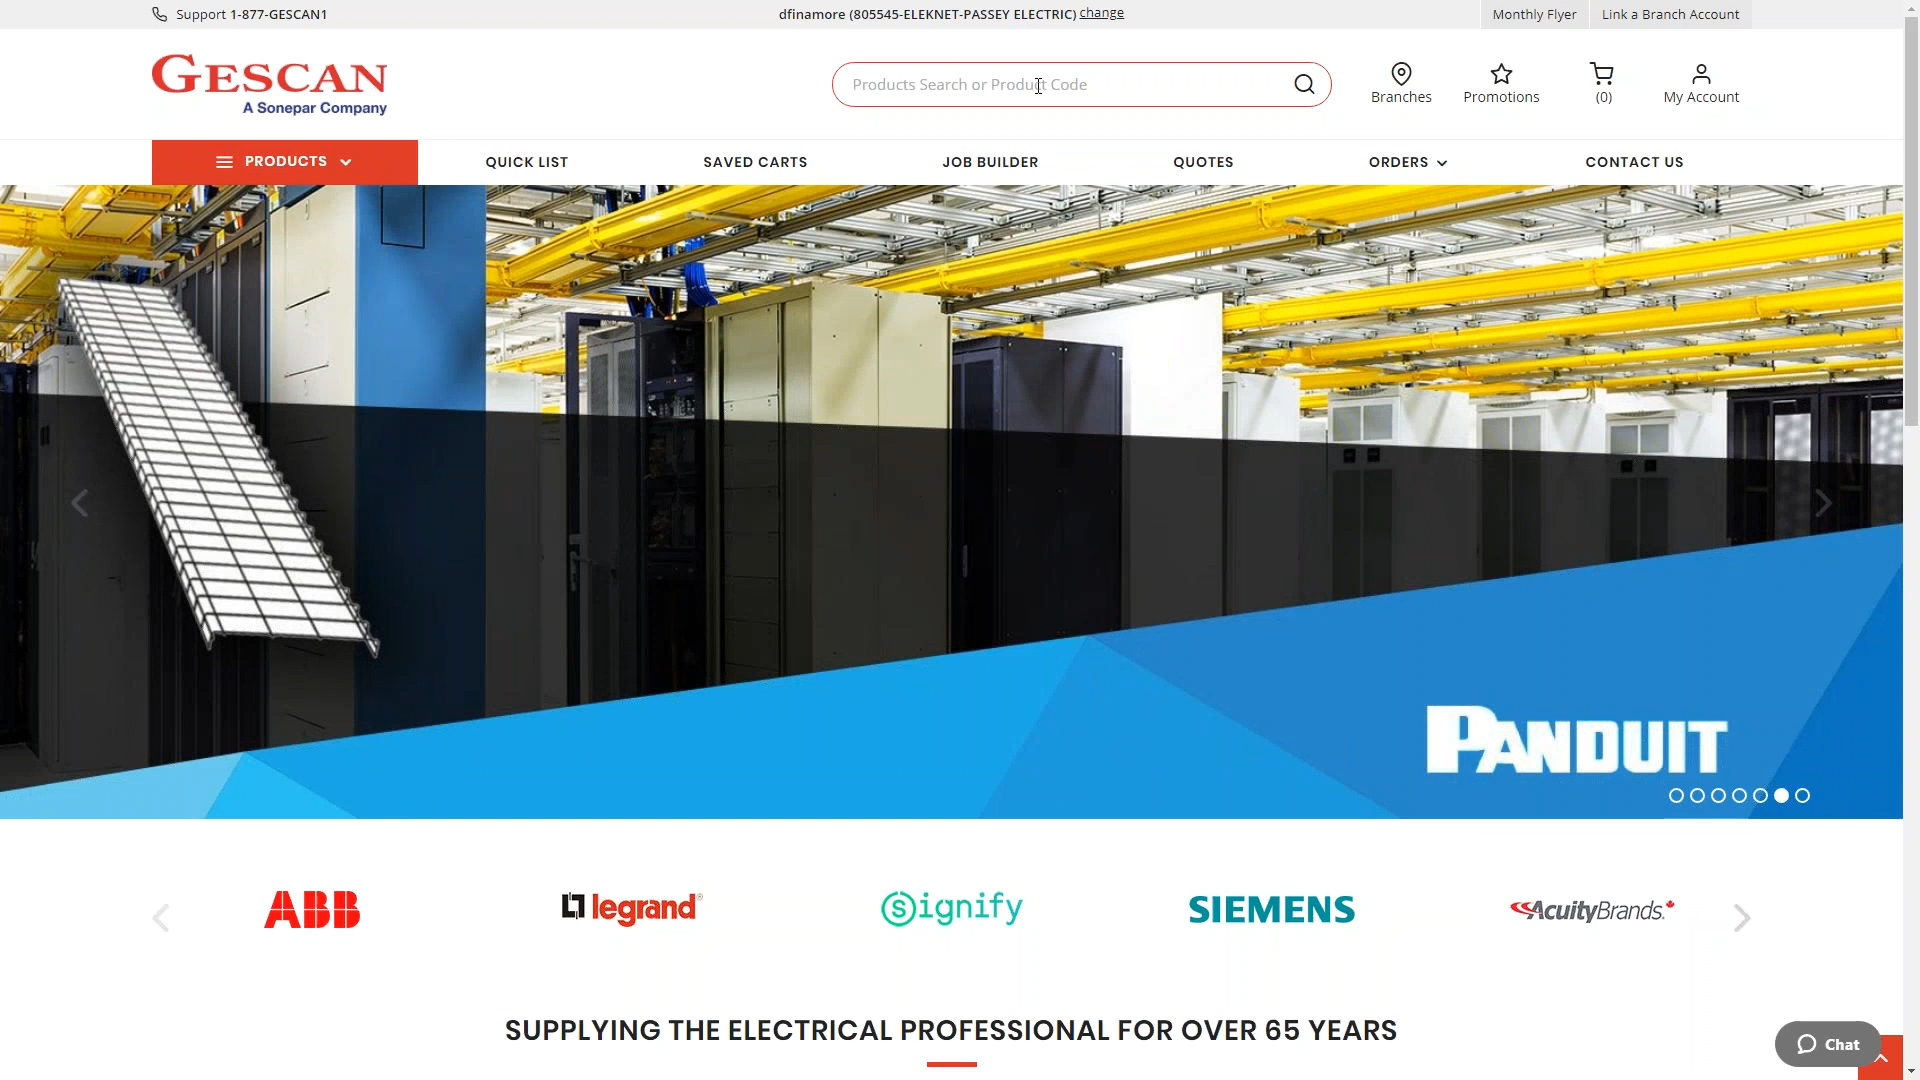 Support 1-877-GESCAN1
dfinamore (805545-ELEKNET-PASSEY ELECTRIC) change
Monthly Flyer
Link a Branch Account
GESCAN
A Sonepar Company
Products Search or Product Code
Branches
Promotions
(0)
My Account
PRODUCTS
QUICK LIST
SAVED CARTS
JOB BUILDER
QUOTES
ORDERS
CONTACT US
PANDUIT
ABB
legrand®
signify
SIEMENS
AcuityBrands.
SUPPLYING THE ELECTRICAL PROFESSIONAL FOR OVER 65 YEARS
Chat